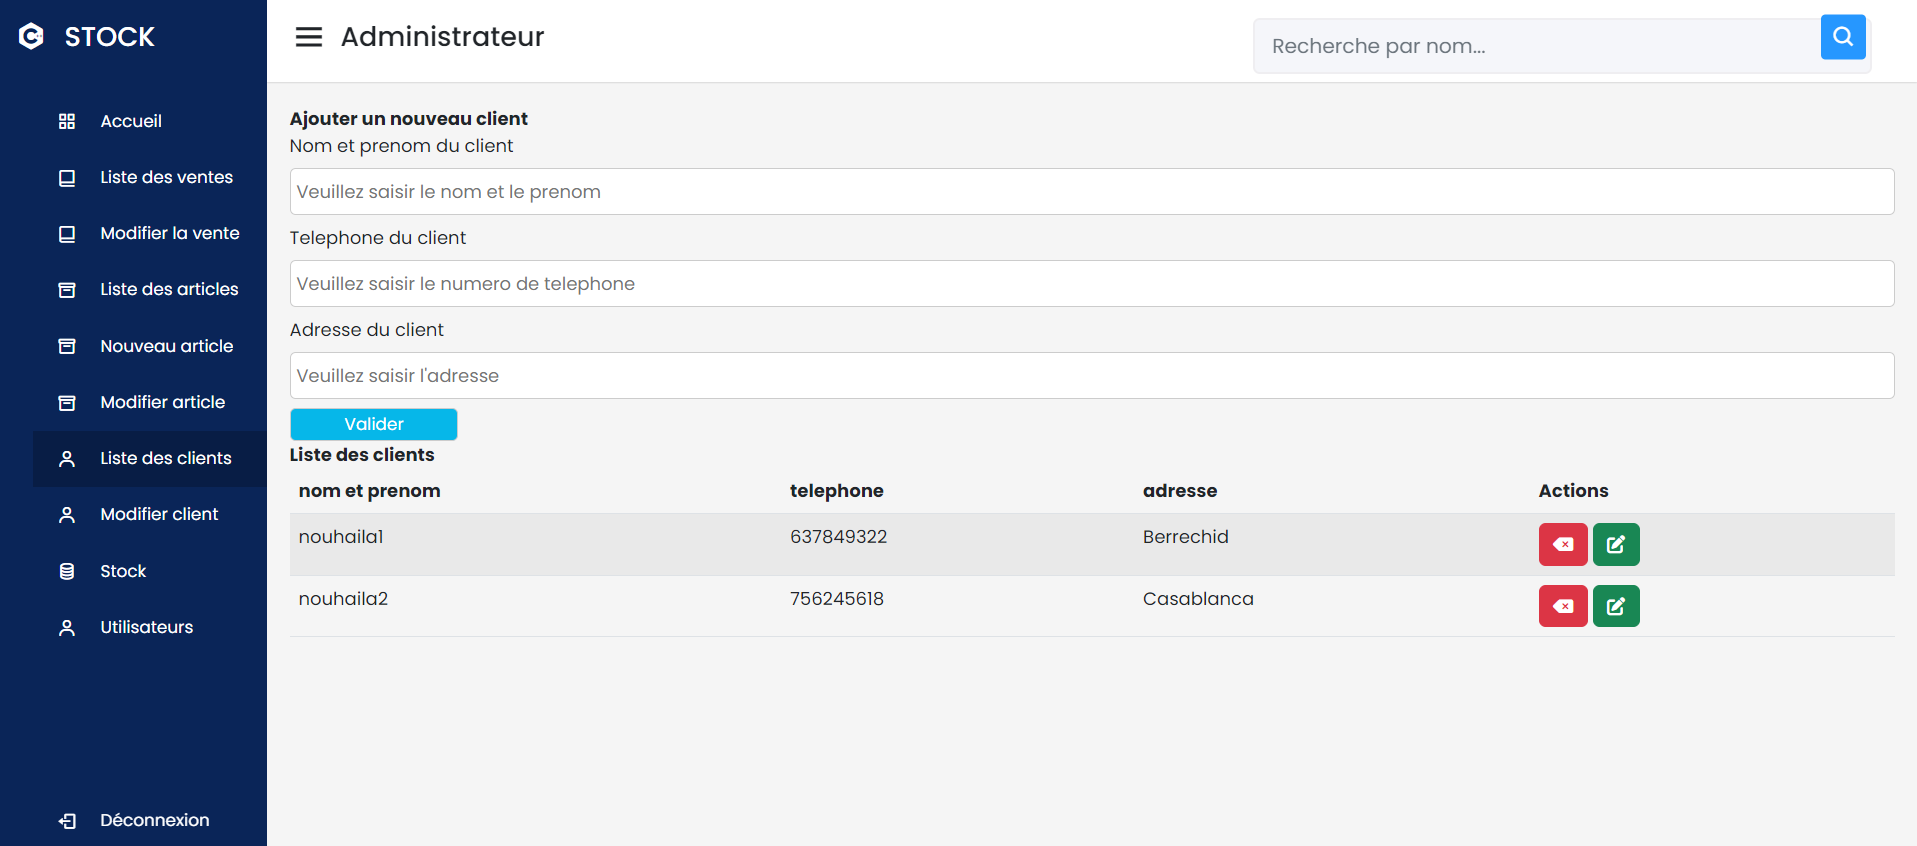 STOCK
Administrateur
Recherche par nom...
Accueil
Liste des ventes
Modifier la vente
Liste des articles
Nouveau article
Modifier article
Liste des clients
Modifier client
Stock
Utilisateurs
Déconnexion
Ajouter un nouveau client
Nom et prenom du client
Veuillez saisir le nom et le prenom
Telephone du client
Veuillez saisir le numero de telephone
Adresse du client
Veuillez saisir l'adresse
Valider
Liste des clients
nom et prenom telephone adresse Actions
nouhaila1 637849322 Berrechid
nouhaila2 756245618 Casablanca